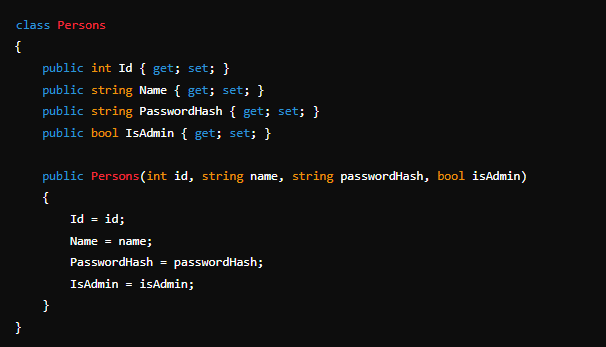 class Persons
{
    public int Id { get; set; }
    public string Name { get; set; }
    public string PasswordHash { get; set; }
    public bool IsAdmin { get; set; }

    public Persons(int id, string name, string passwordHash, bool isAdmin)
    {
        Id = id;
        Name = name;
        PasswordHash = passwordHash;
        IsAdmin = isAdmin;
    }
}